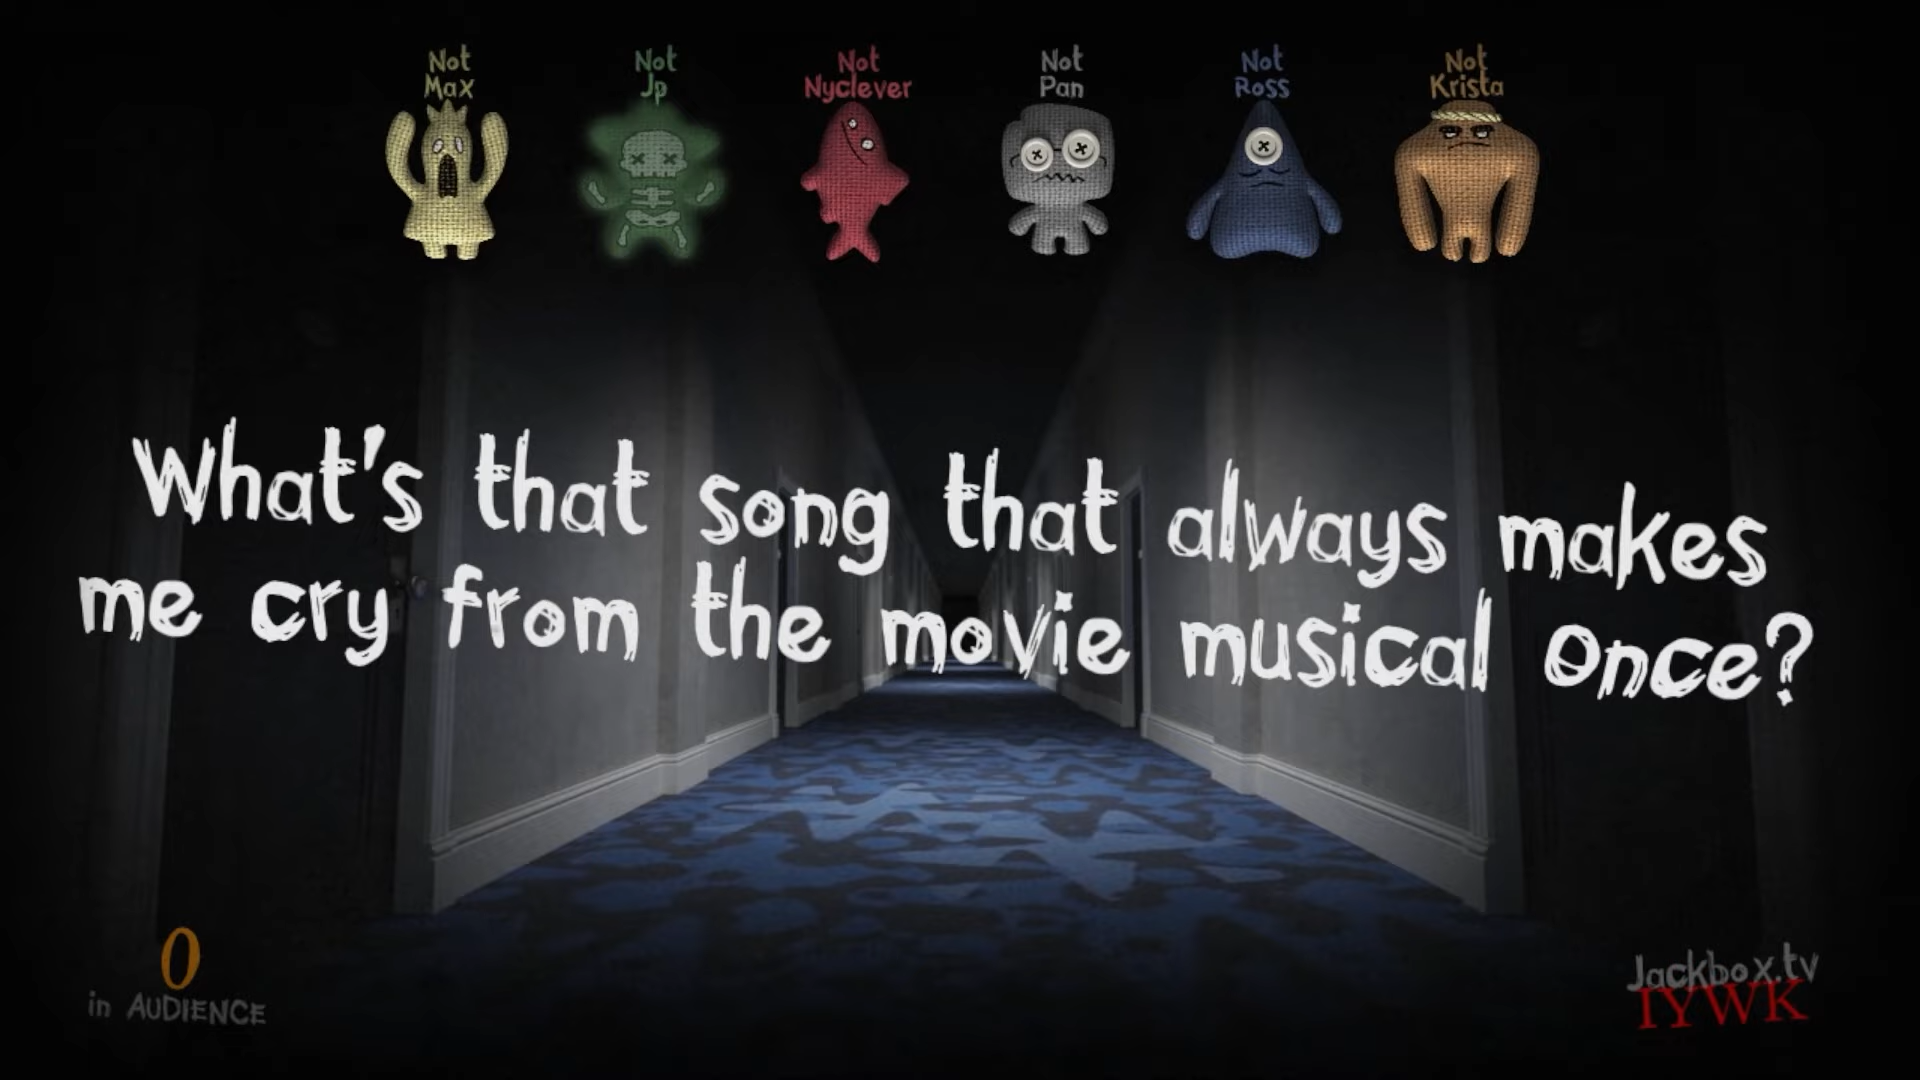 Not Max
Not Jp
Not Nyclever
Not Pan
Not Ross
Not Krista
What's that song that always makes
me cry from the movie musical Once?
0
in AUDIENCE
Jackbox.tv
IYWK